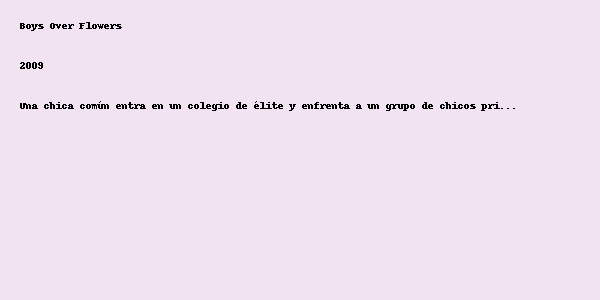 Boys Over Flowers
2009
Una chica común entra en un colegio de élite y enfrenta a un grupo de chicos pri...